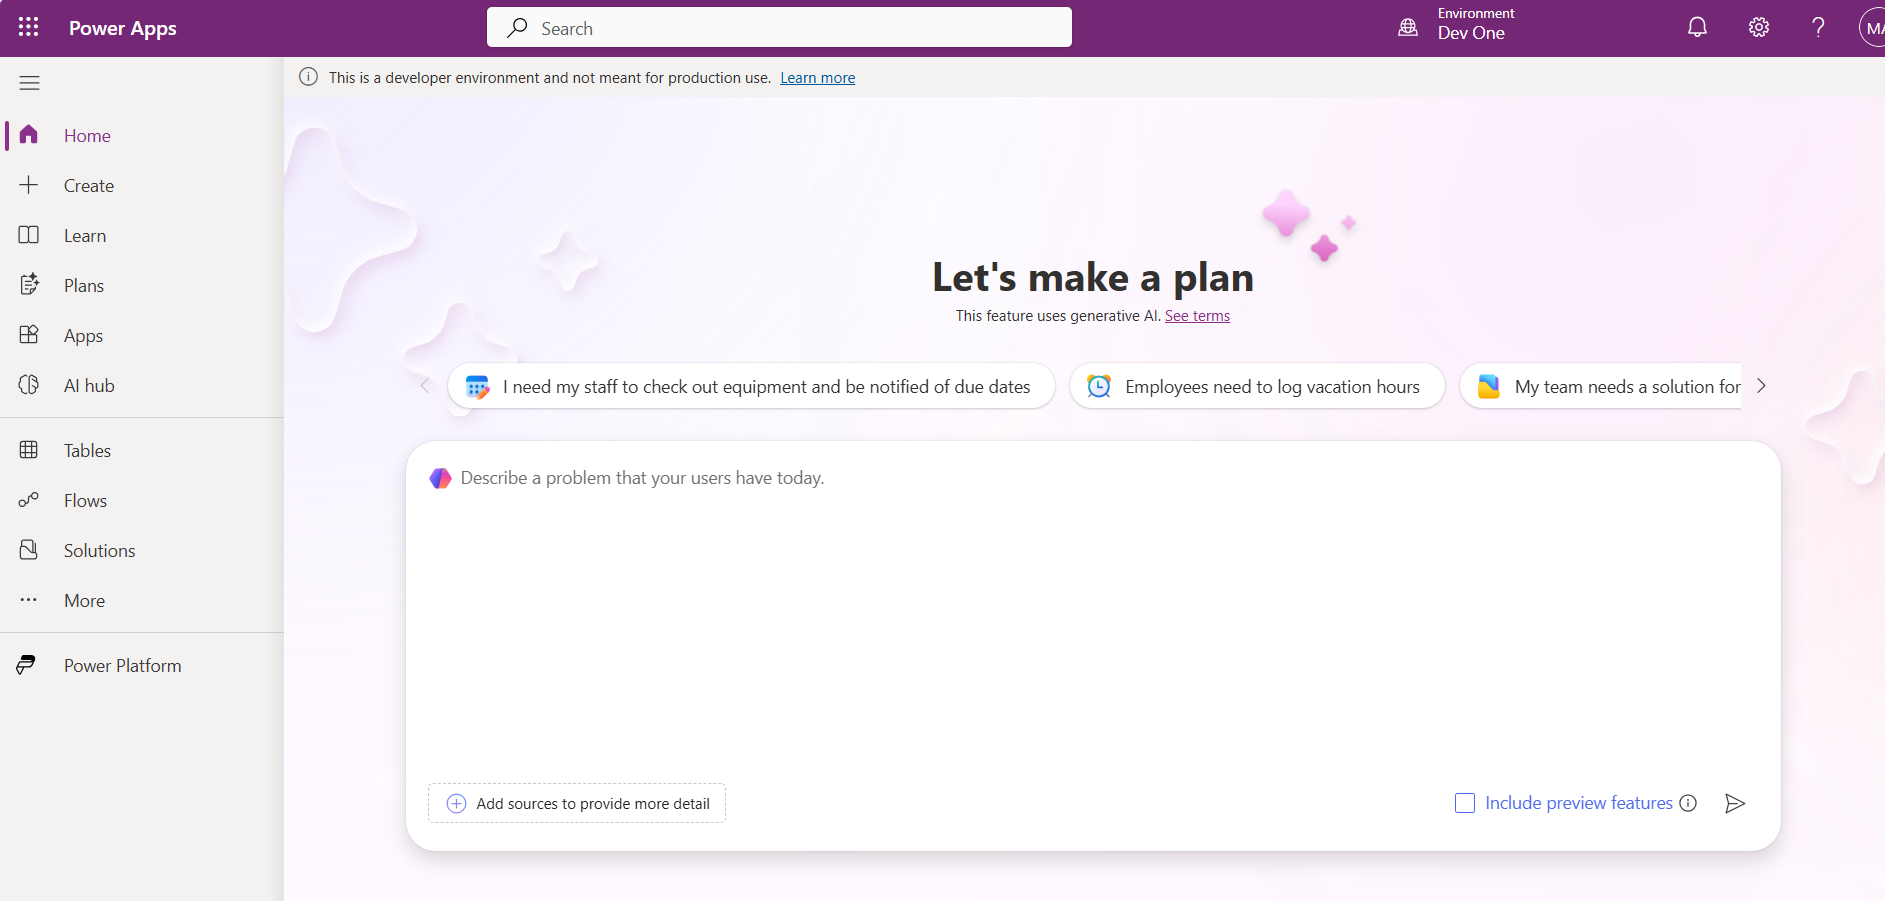 Power Apps
Search
Environment
Dev One
MA
This is a developer environment and not meant for production use. Learn more
Home
Create
Learn
Plans
Apps
AI hub
Tables
Flows
Solutions
More
Power Platform
Let's make a plan
This feature uses generative AI. See terms
I need my staff to check out equipment and be notified of due dates
Employees need to log vacation hours
My team needs a solution for
Describe a problem that your users have today.
Add sources to provide more detail
Include preview features